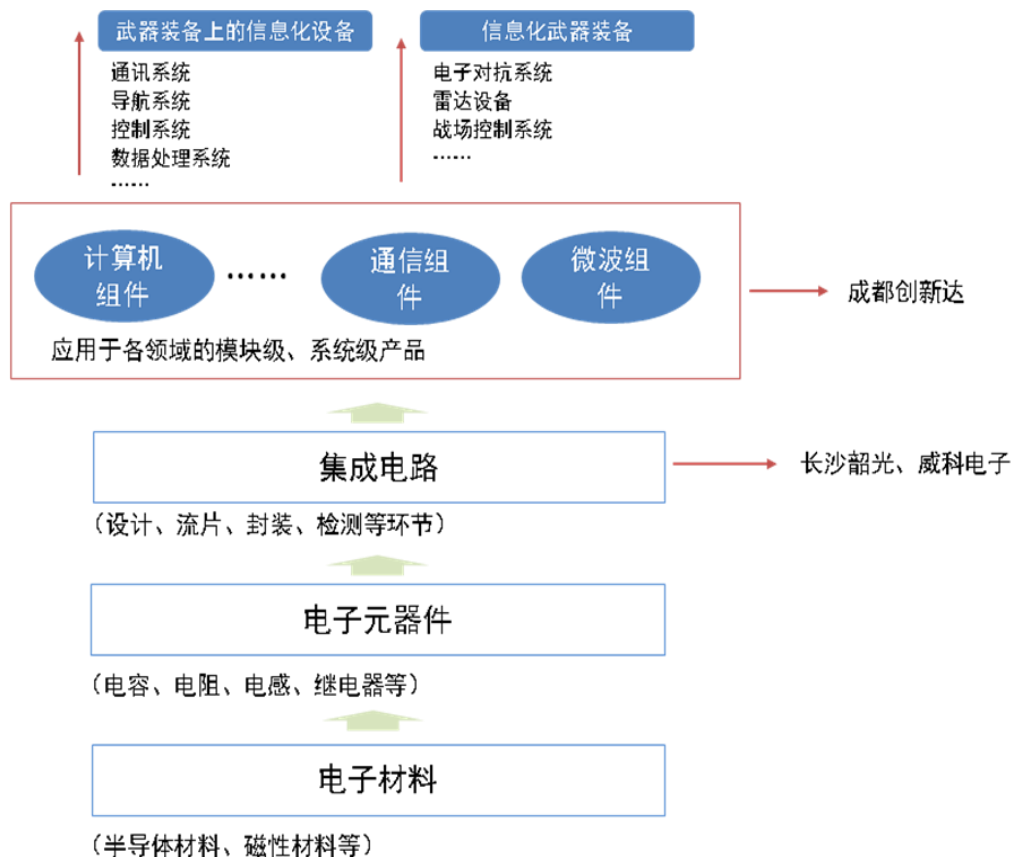 武器装备上的信息化设备
信息化武器装备
通讯系统
导航系统
控制系统
数据处理系统
……
电子对抗系统
雷达设备
战场控制系统
……
计算机
组件
……
通信组
件
微波组
件
应用于各领域的模块级、系统级产品
成都创新达
集成电路
长沙韶光、威科电子
（设计、流片、封装、检测等环节）
电子元器件
（电容、电阻、电感、继电器等）
电子材料
（半导体材料、磁性材料等）